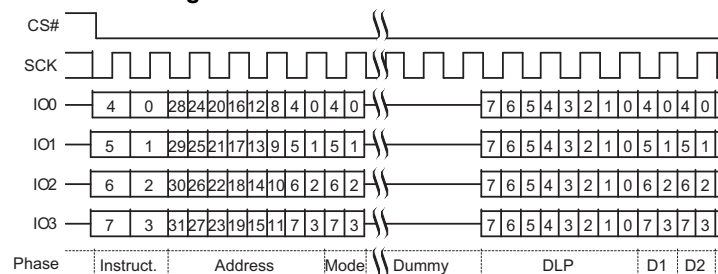 CS#
SCK
IO0 4 0 28 24 20 16 12 8 4 0 4 0 7 6 5 4 3 2 1 0 4 0 4 0
IO1 5 1 29 25 21 17 13 9 5 1 5 1 7 6 5 4 3 2 1 0 5 1 5 1
IO2 6 2 30 26 22 18 14 10 6 2 6 2 7 6 5 4 3 2 1 0 6 2 6 2
IO3 7 3 31 27 23 19 15 11 7 3 7 3 7 6 5 4 3 2 1 0 7 3 7 3
Phase Instruct. Address Mode Dummy DLP D1 D2